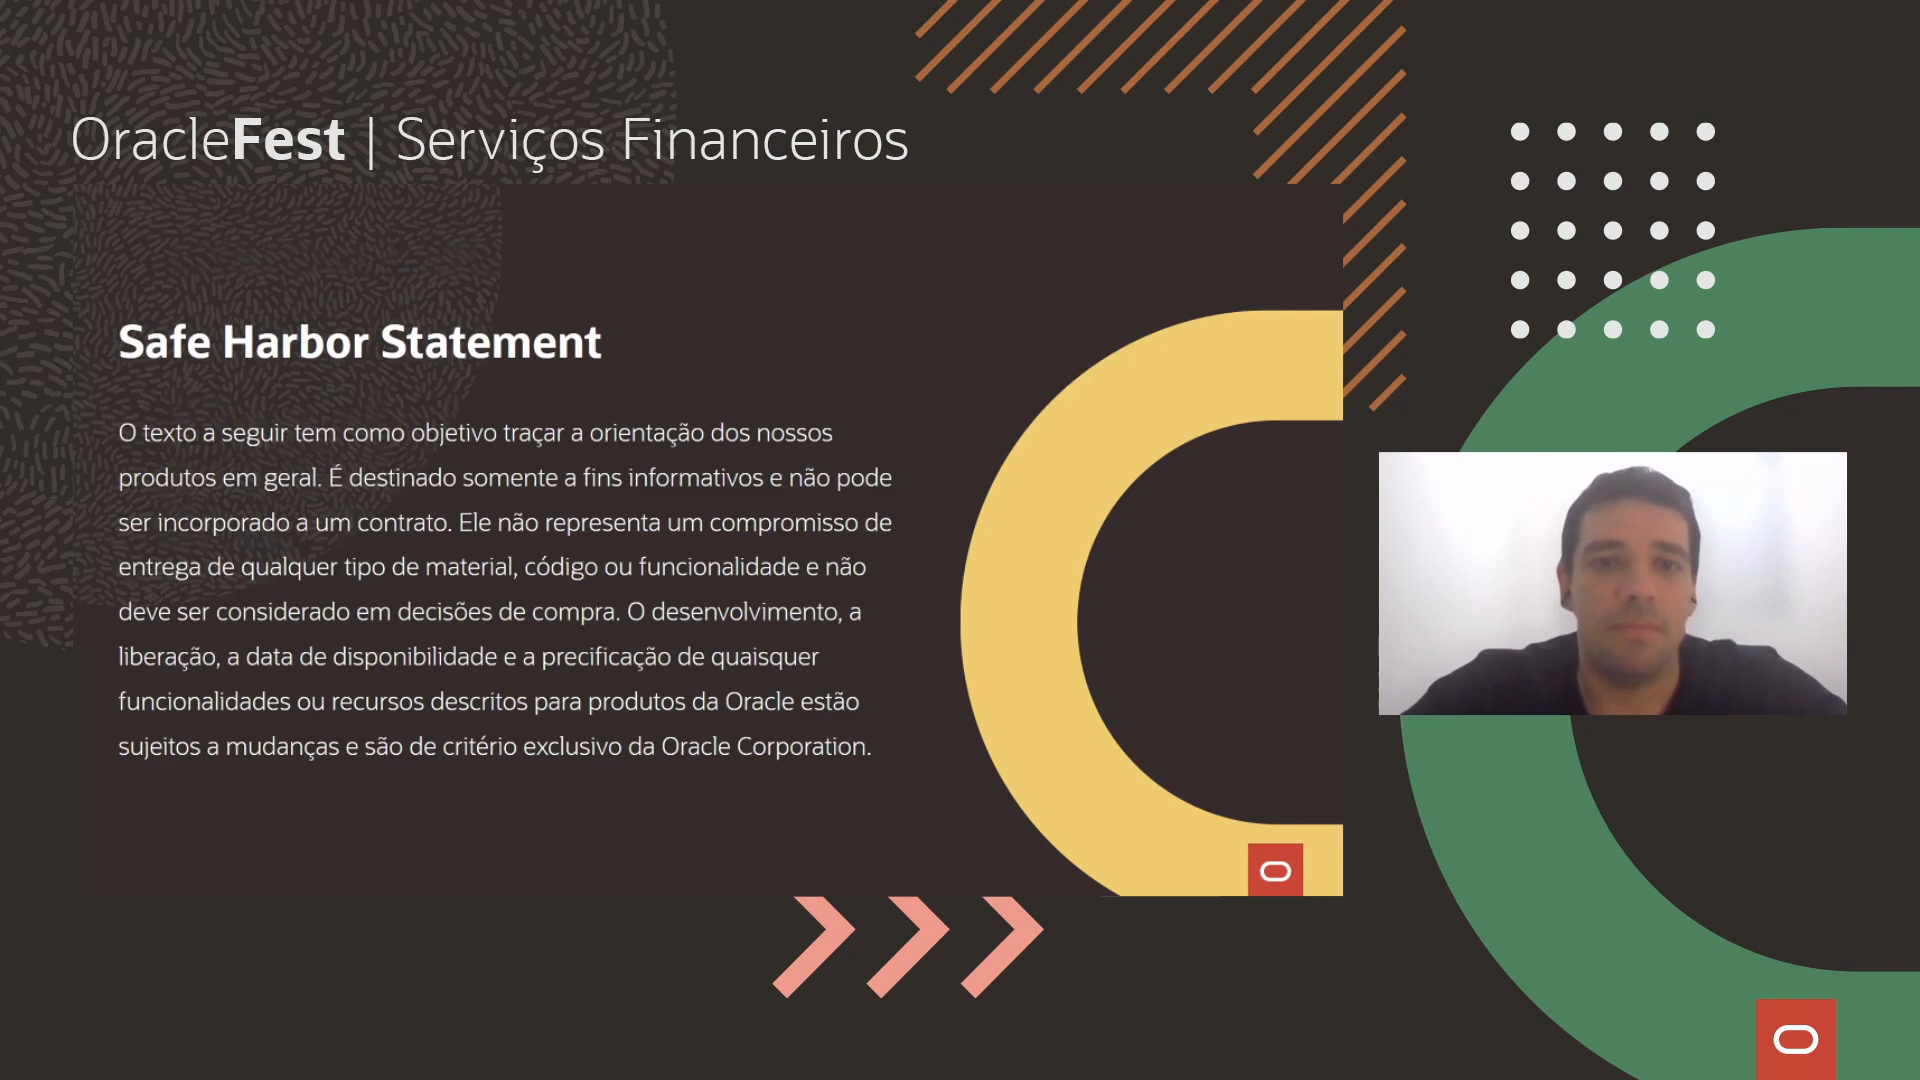 OracleFest | Serviços Financeiros
Safe Harbor Statement
O texto a seguir tem como objetivo traçar a orientação dos nossos
produtos em geral. É destinado somente a fins informativos e não pode
ser incorporado a um contrato. Ele não representa um compromisso de
entrega de qualquer tipo de material, código ou funcionalidade e não
deve ser considerado em decisões de compra. O desenvolvimento, a
liberação, a data de disponibilidade e a precificação de quaisquer
funcionalidades ou recursos descritos para produtos da Oracle estão
sujeitos a mudanças e são de critério exclusivo da Oracle Corporation.